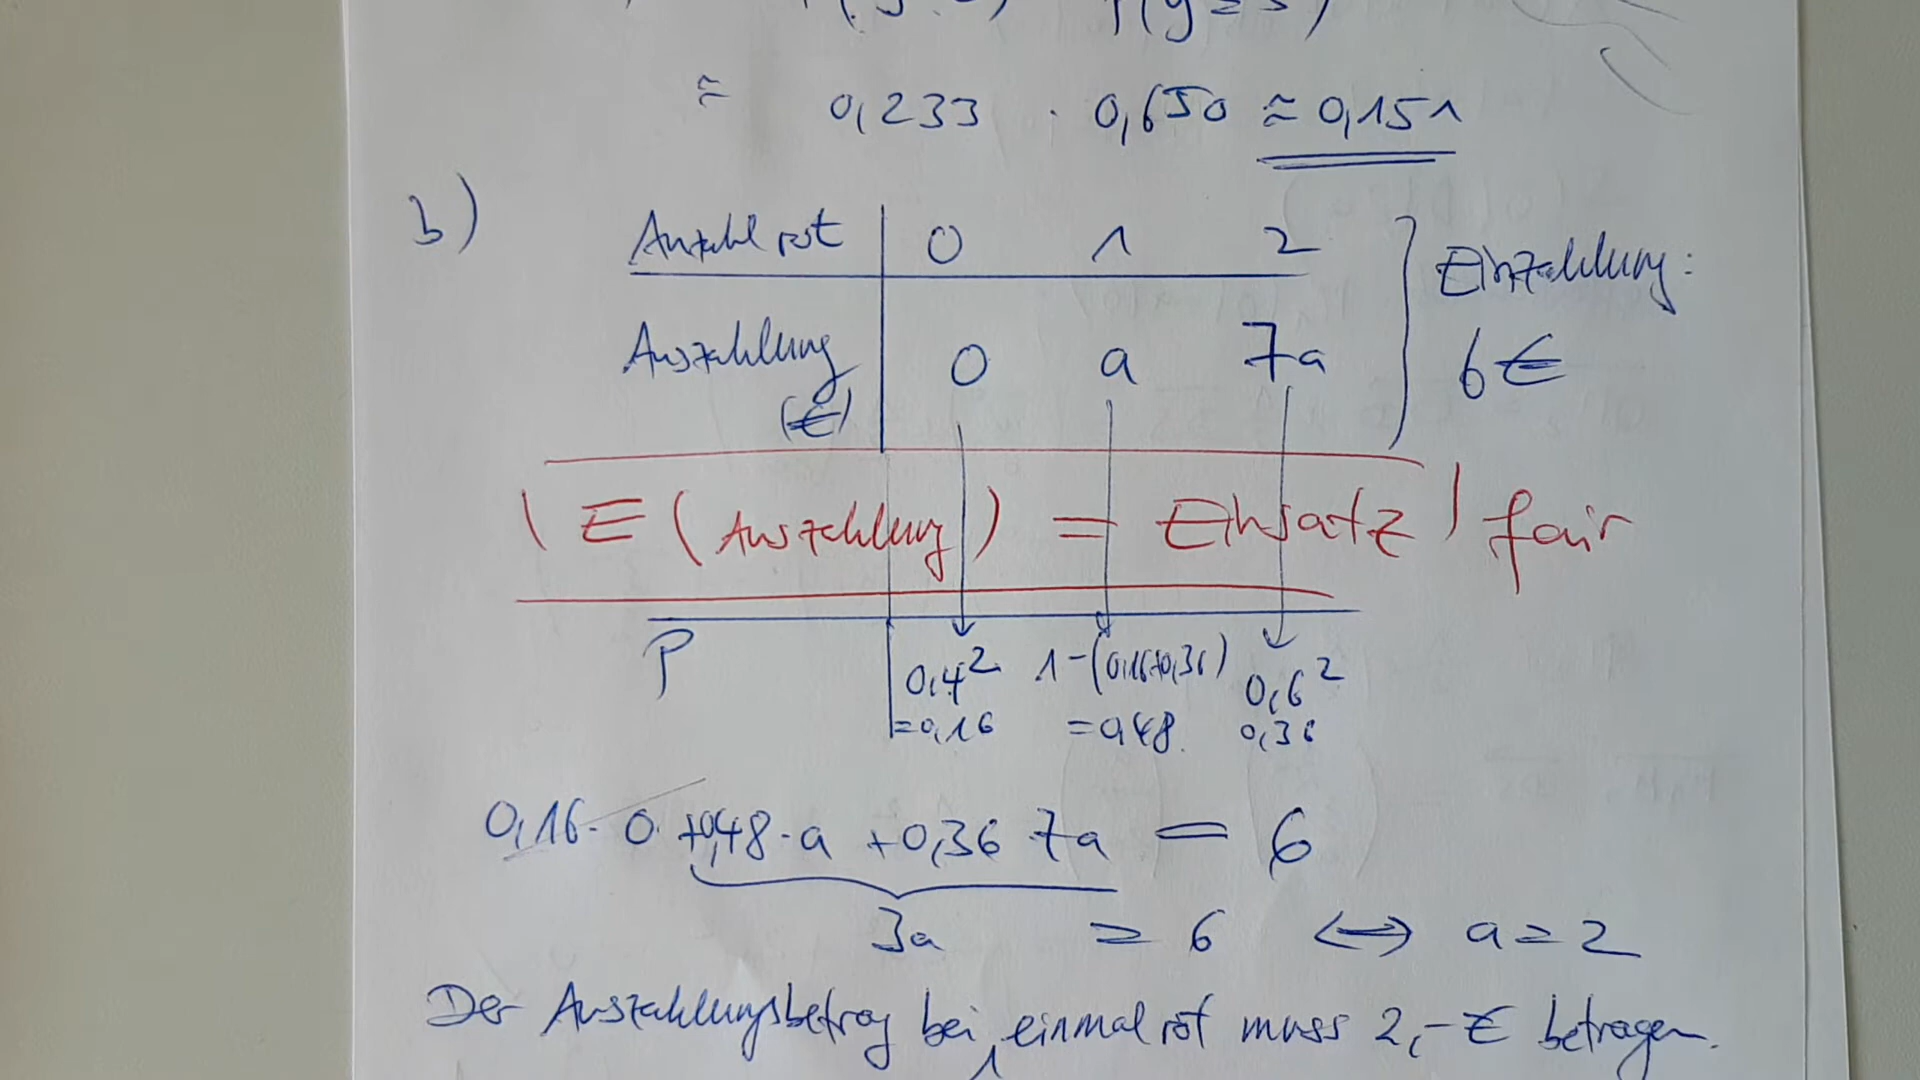 ≈ 0,233 · 0,650 ≈ 0,151
b)
Anzahl rot 0 1 2
Einzahlung:
Auszahlung 0 a 7a
6€
(€)
E(Auszahlung) = Einsatz fair
P
0,4² 1-(0,16+0,36) 0,6²
=0,16 =0,48. 0,36
0,16· 0 +0,48·a +0,36 7a = 6
3a = 6 ⟺ a=2
Der Auszahlungsbetrag bei einmal rot muss 2,-€ betragen.